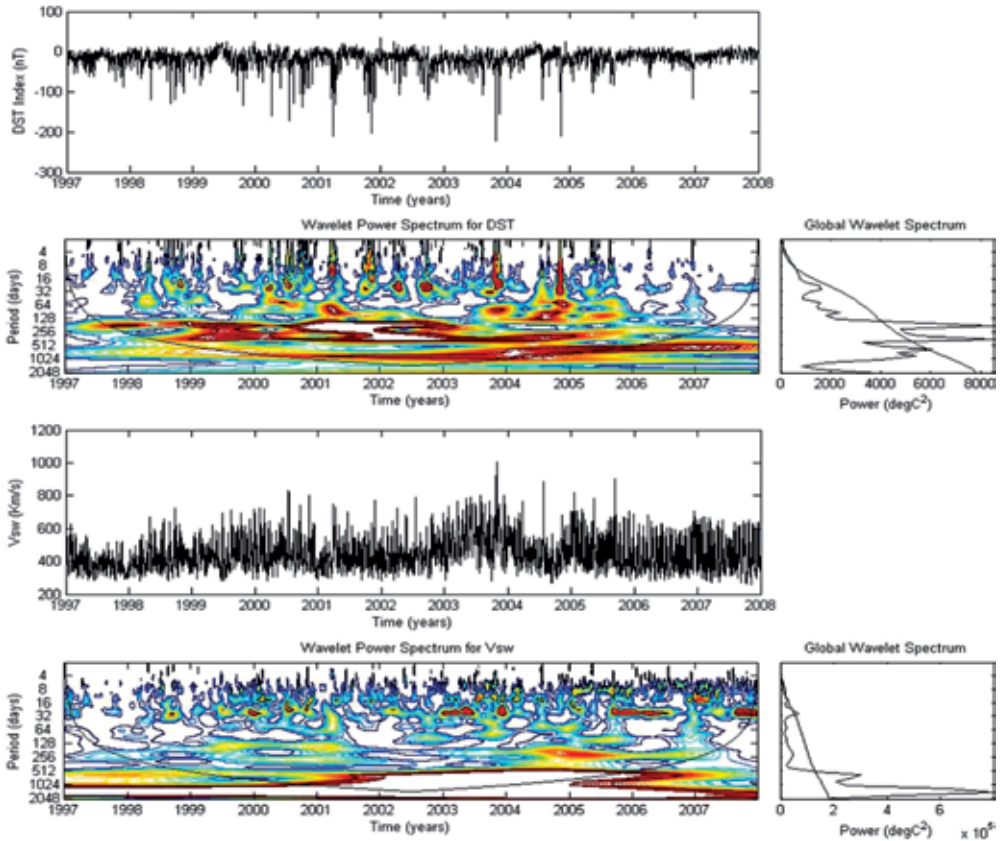 100
0
-100
-200
-300
DST Index (nT)
1997 1998 1999 2000 2001 2002 2003 2004 2005 2006 2007 2008
Time (years)
Wavelet Power Spectrum for DST
4
8
16
32
64
128
256
512
1024
2048
Period (days)
1997 1998 1999 2000 2001 2002 2003 2004 2005 2006 2007
Time (years)
Global Wavelet Spectrum
0 2000 4000 6000 8000
Power (degC²)
1200
1000
800
600
400
200
Vsw (Km/s)
1997 1998 1999 2000 2001 2002 2003 2004 2005 2006 2007 2008
Time (years)
Wavelet Power Spectrum for Vsw
4
8
16
32
64
128
256
512
1024
2048
Period (days)
1997 1998 1999 2000 2001 2002 2003 2004 2005 2006 2007
Time (years)
Global Wavelet Spectrum
0 2 4 6
Power (degC²)
x 10⁵